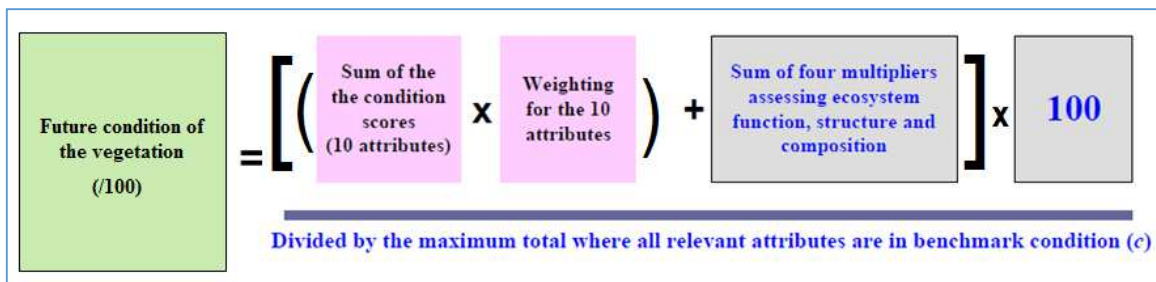 Future condition of
the vegetation
(/100)
=
[(
Sum of the
the condition
scores
(10 attributes)
x
Weighting
for the 10
attributes
)
+
Sum of four multipliers
assessing ecosystem
function, structure and
composition
]
x
100
Divided by the maximum total where all relevant attributes are in benchmark condition (c)